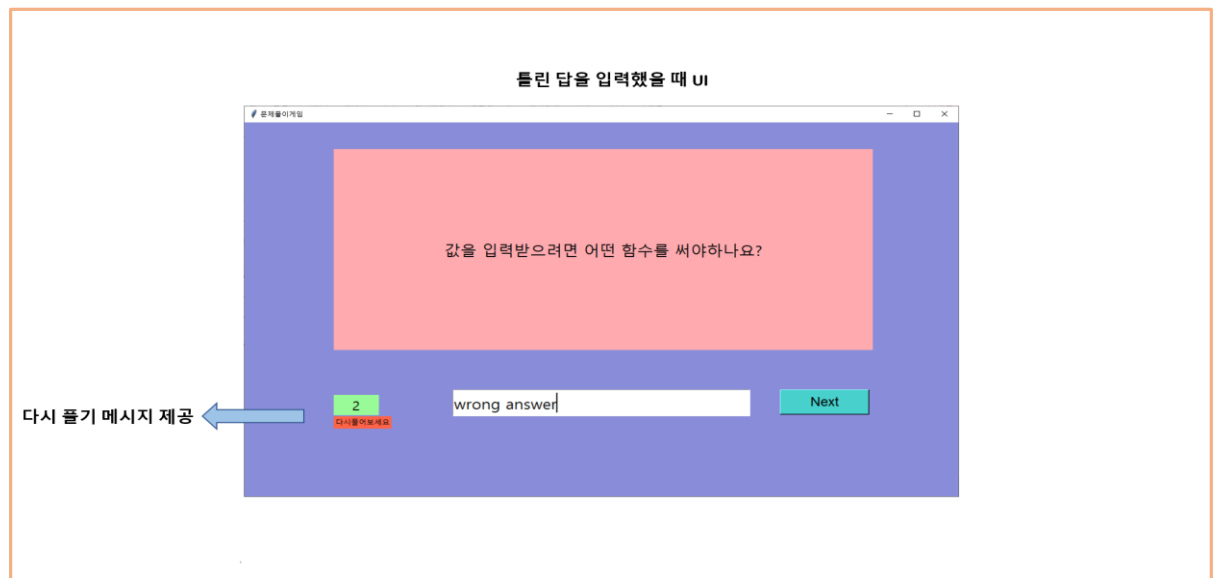 틀린 답을 입력했을 때 UI
문제풀이게임
값을 입력받으려면 어떤 함수를 써야하나요?
다시 풀기 메시지 제공
2
wrong answer
Next
다시풀어보세요